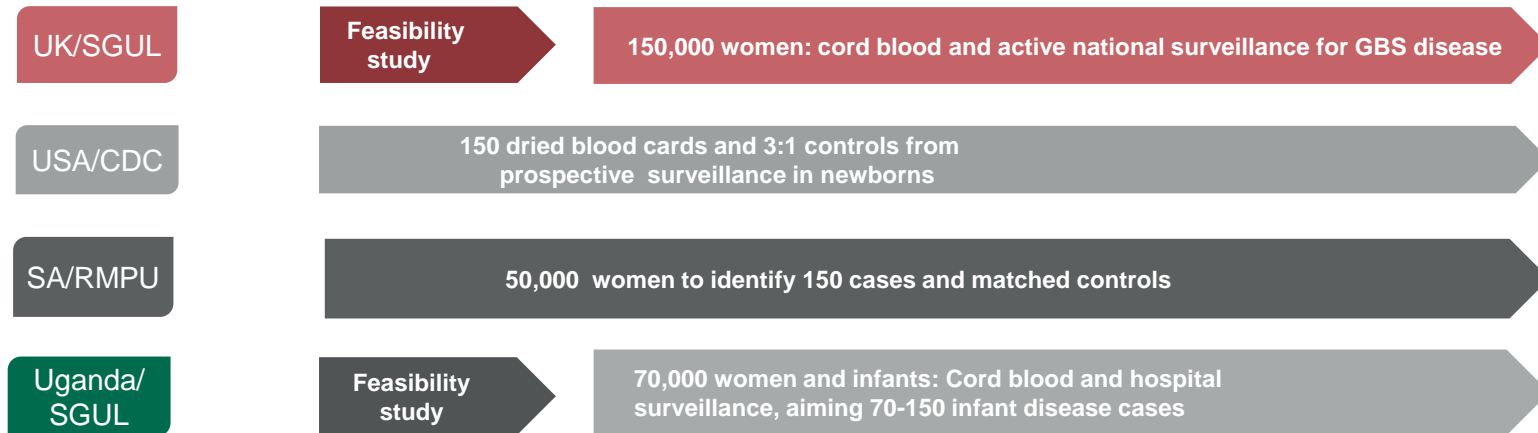 UK/SGUL
Feasibility
study
150,000 women: cord blood and active national surveillance for GBS disease
USA/CDC
150 dried blood cards and 3:1 controls from
prospective surveillance in newborns
SA/RMPU
50,000 women to identify 150 cases and matched controls
Uganda/
SGUL
Feasibility
study
70,000 women and infants: Cord blood and hospital
surveillance, aiming 70-150 infant disease cases